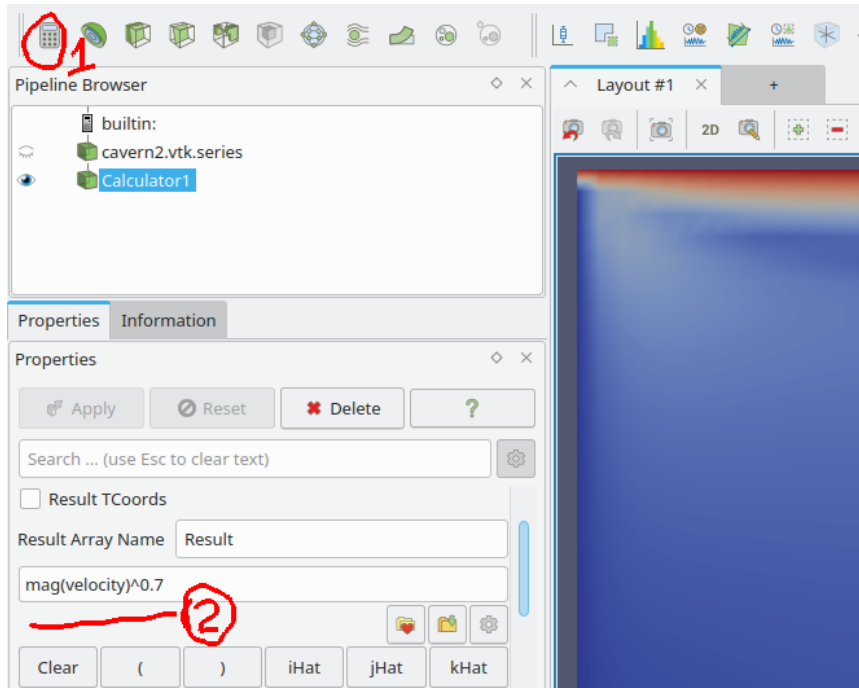 1
Pipeline Browser
Layout #1
+
builtin:
cavern2.vtk.series
Calculator1
2D
Properties
Information
Properties
Apply
Reset
Delete
?
Search ... (use Esc to clear text)
Result TCoords
Result Array Name
Result
mag(velocity)^0.7
2
Clear
(
)
iHat
jHat
kHat